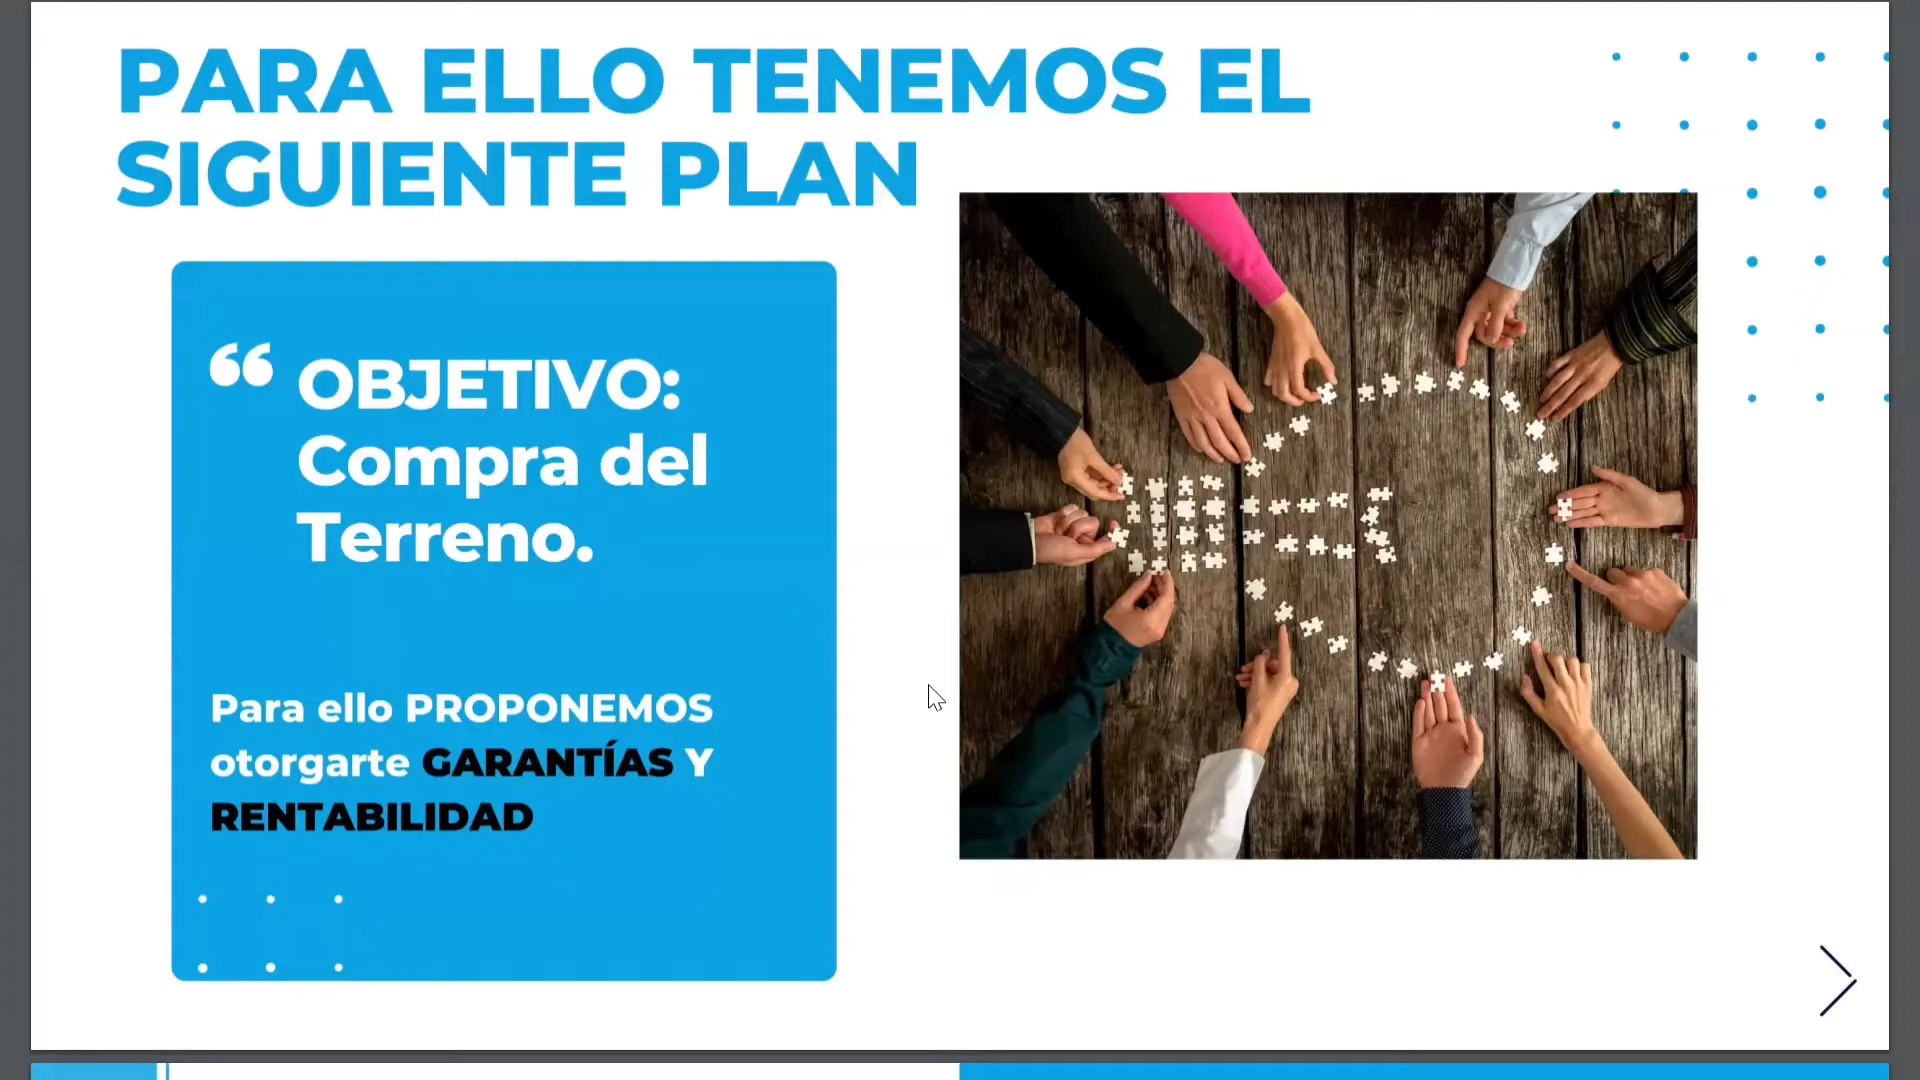 PARA ELLO TENEMOS EL
SIGUIENTE PLAN
“ OBJETIVO:
Compra del
Terreno.
Para ello PROPONEMOS
otorgarte GARANTÍAS Y
RENTABILIDAD